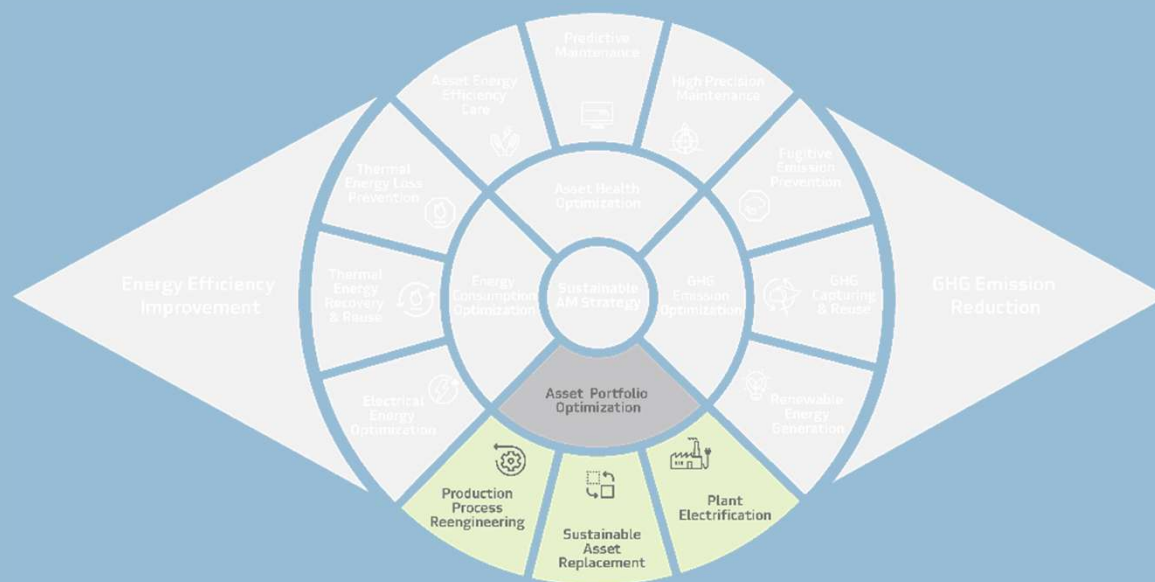 Predictive
Maintenance
Asset Energy
Efficiency
Care
High Precision
Maintenance
Thermal
Energy Loss
Prevention
Fugitive
Emission
Prevention
Asset Health
Optimization
Energy Efficiency
Improvement
Thermal
Energy
Recovery
& Reuse
Energy
Consumption
Optimization
Sustainable
AM Strategy
GHG
Emission
Optimization
GHG
Capturing
& Reuse
GHG Emission
Reduction
Electrical
Energy
Optimization
Asset Portfolio
Optimization
Renewable
Energy
Generation
Production
Process
Reengineering
Sustainable
Asset
Replacement
Plant
Electrification